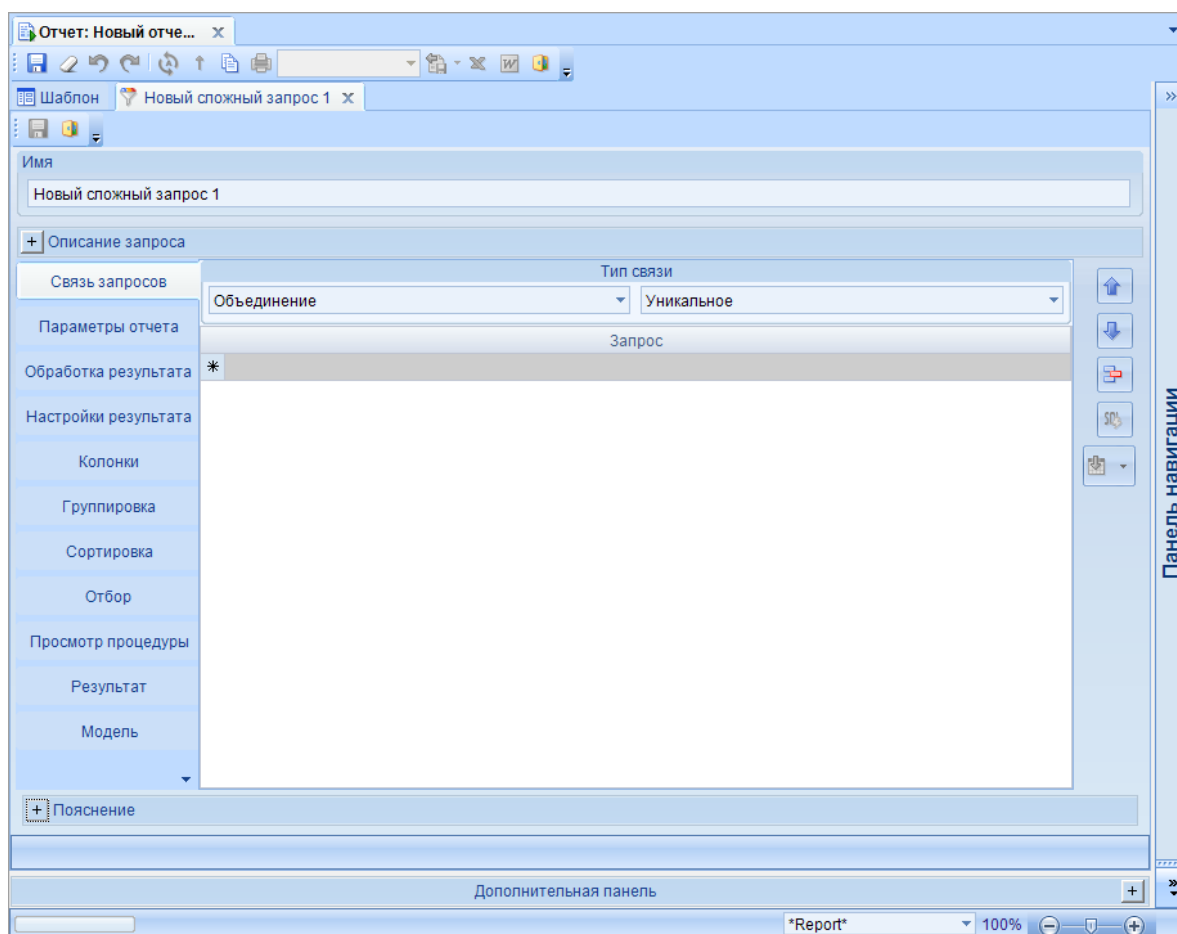 Отчет: Новый отче...
Шаблон
Новый сложный запрос 1
Имя
Новый сложный запрос 1
Описание запроса
Связь запросов
Параметры отчета
Обработка результата
Настройки результата
Колонки
Группировка
Сортировка
Отбор
Просмотр процедуры
Результат
Модель
Тип связи
Объединение
Уникальное
Запрос
Панель навигации
Пояснение
Дополнительная панель
*Report*
100%